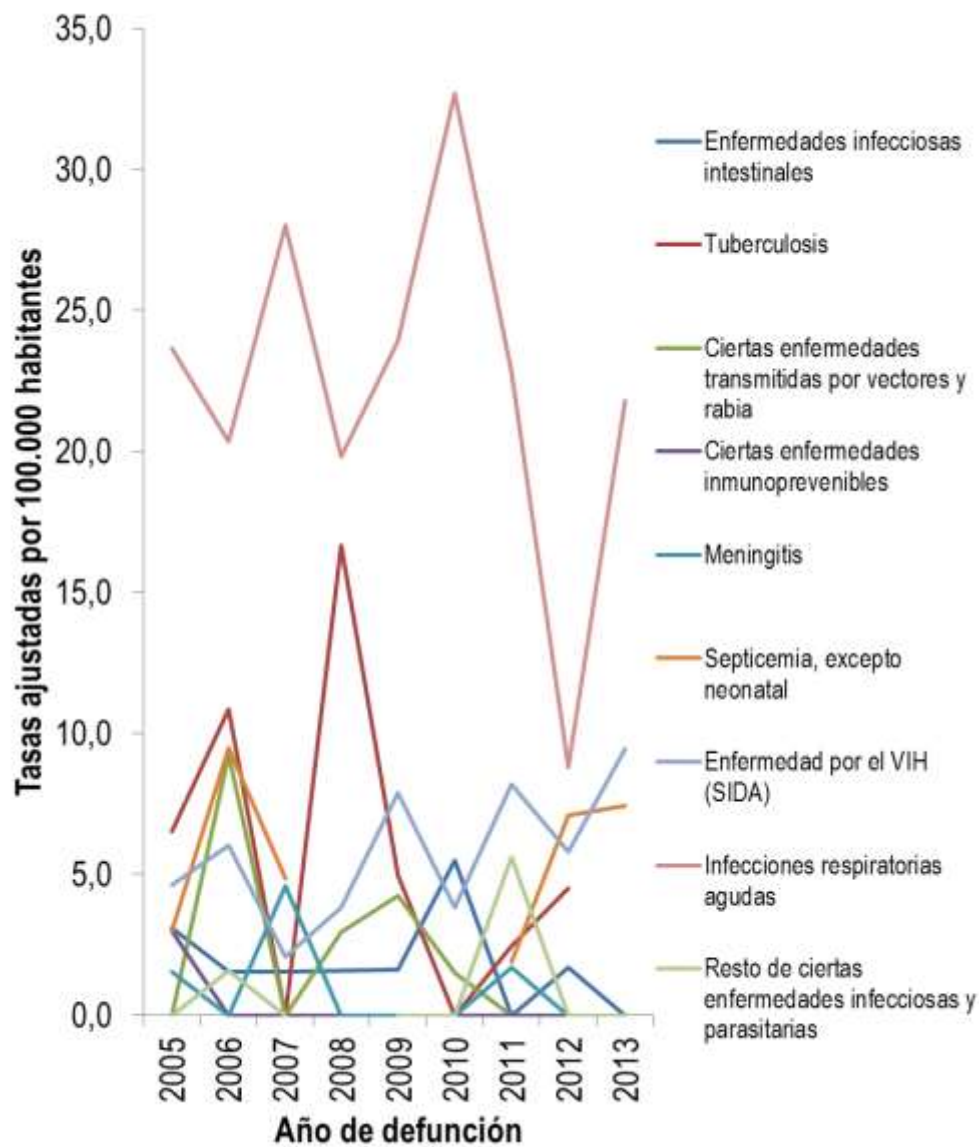 35,0
30,0
25,0
20,0
15,0
10,0
5,0
0,0
Tasas ajustadas por 100.000 habitantes
2005
2006
2007
2008
2009
2010
2011
2012
2013
Año de defunción
Enfermedades infecciosas
intestinales
Tuberculosis
Ciertas enfermedades
transmitidas por vectores y
rabia
Ciertas enfermedades
inmunoprevenibles
Meningitis
Septicemia, excepto
neonatal
Enfermedad por el VIH
(SIDA)
Infecciones respiratorias
agudas
Resto de ciertas
enfermedades infecciosas y
parasitarias